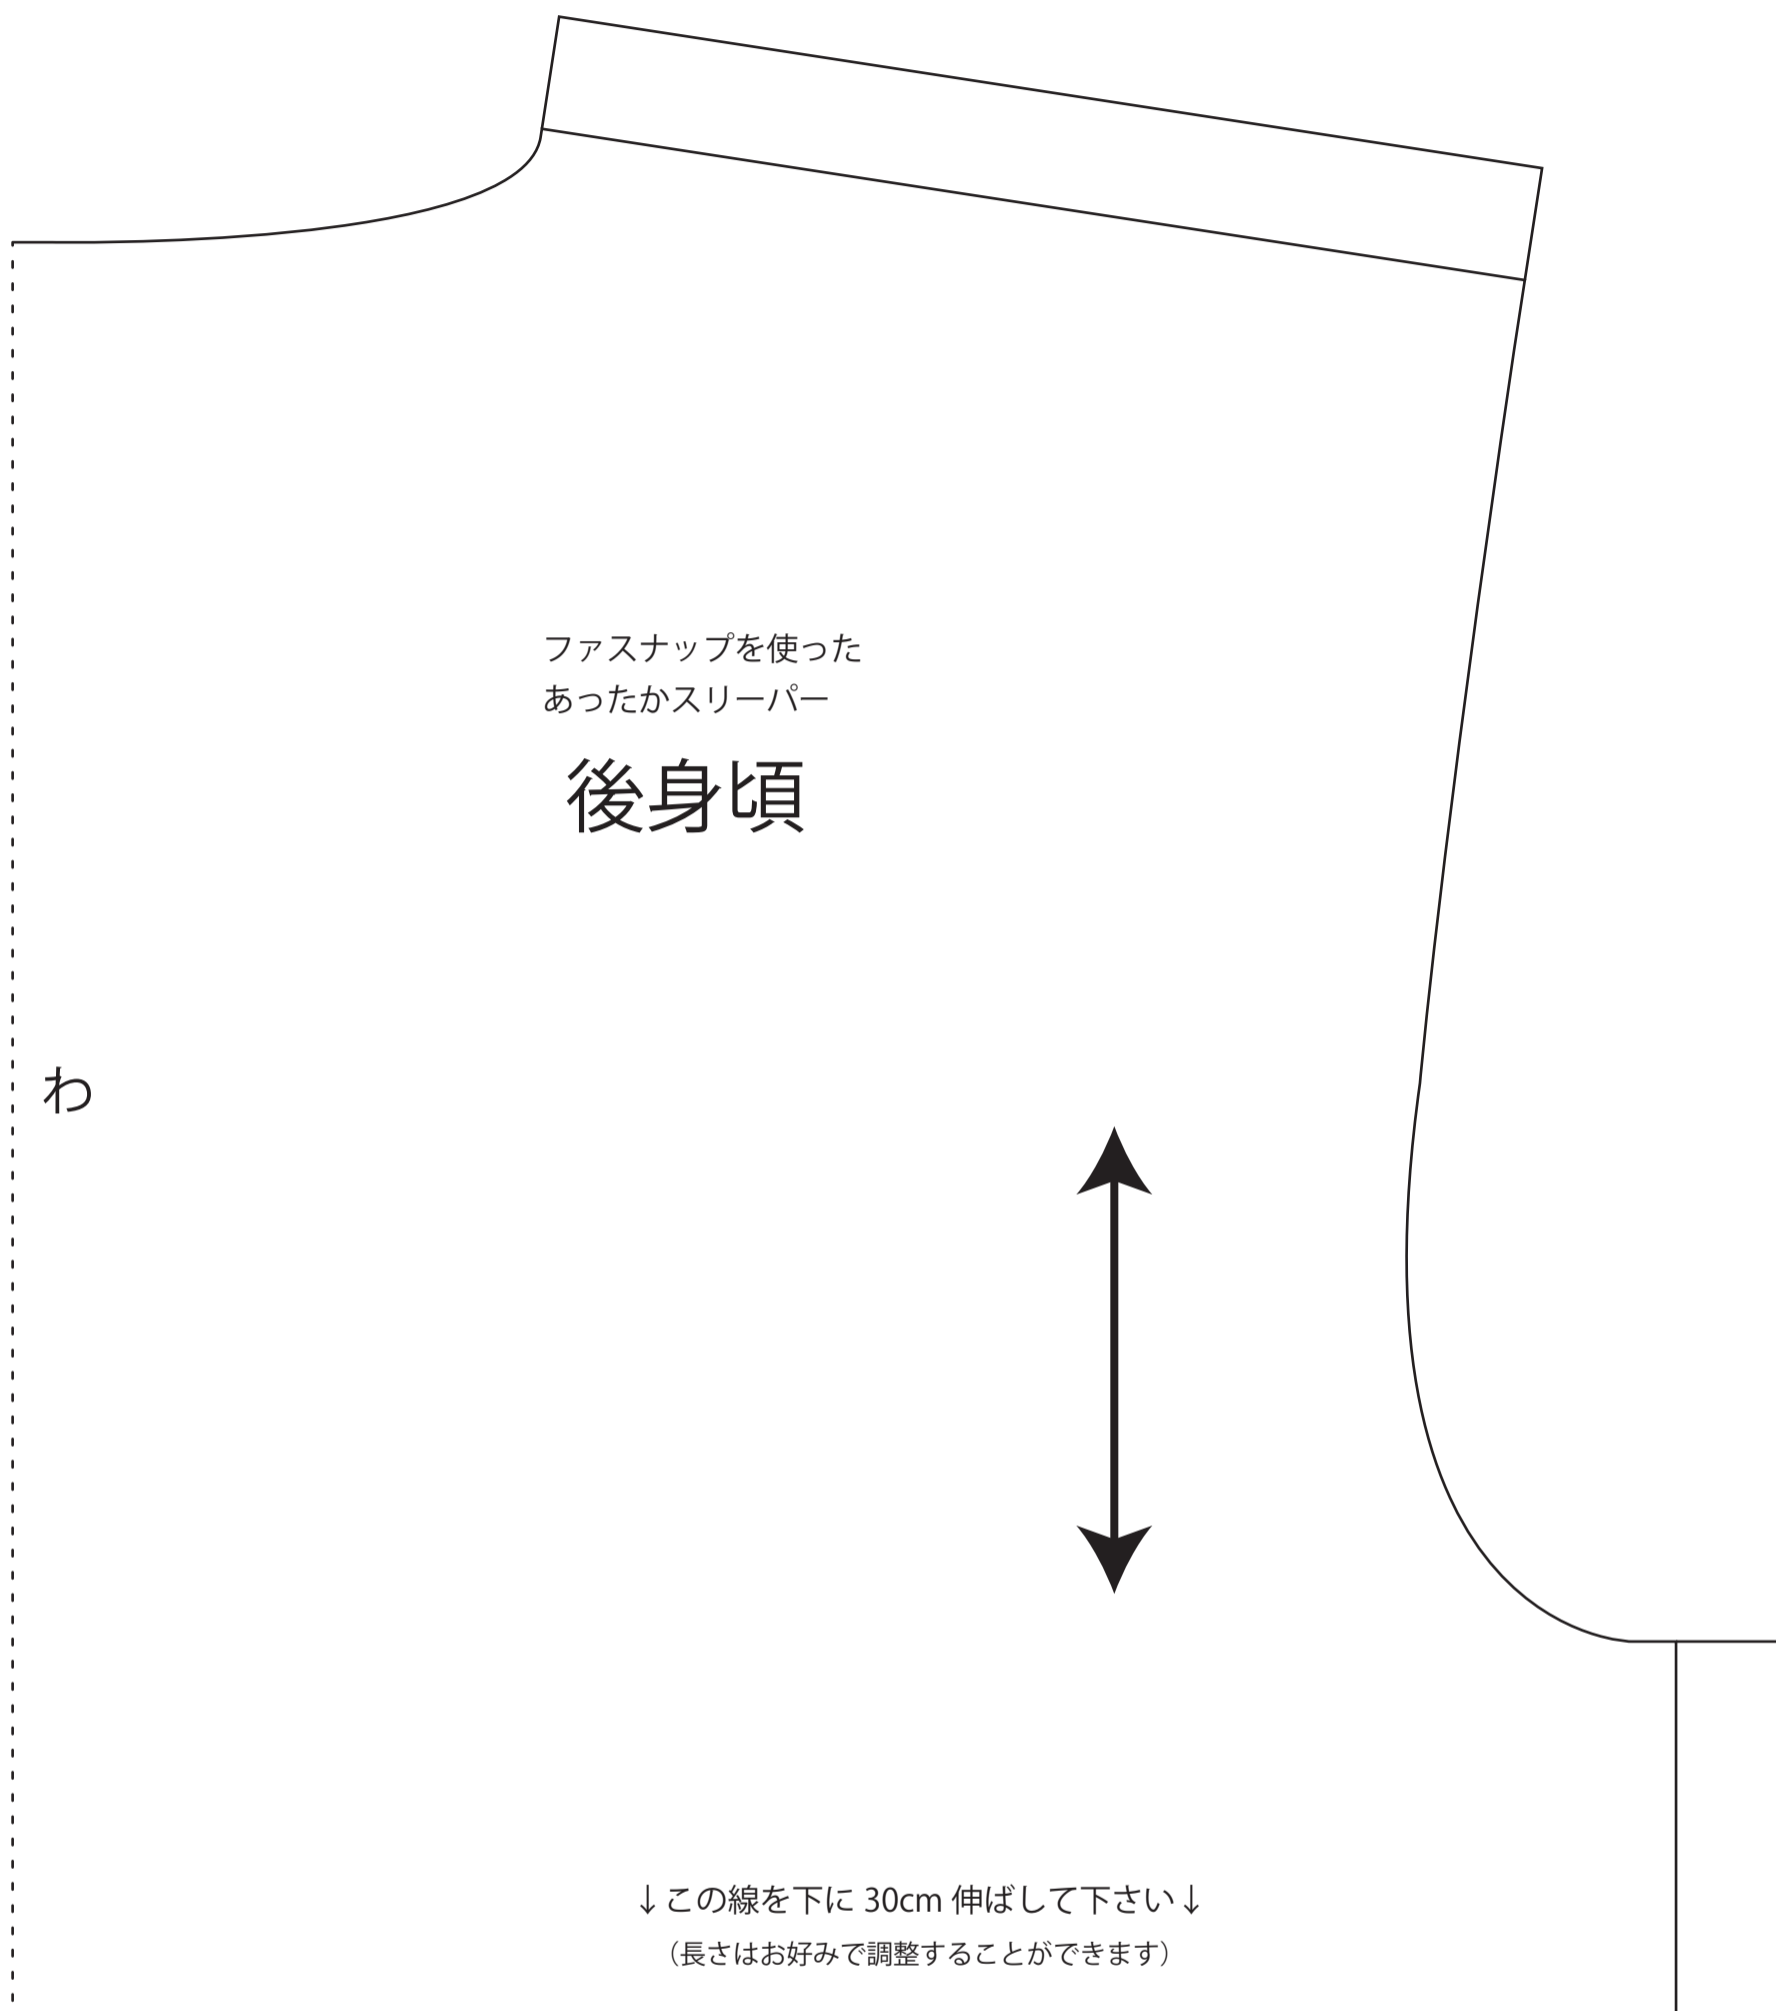 ファスナップを使った
あったかスリーパー
後身頃
わ
↓この線を下に 30cm 伸ばして下さい↓
（長さはお好みで調整することができます）